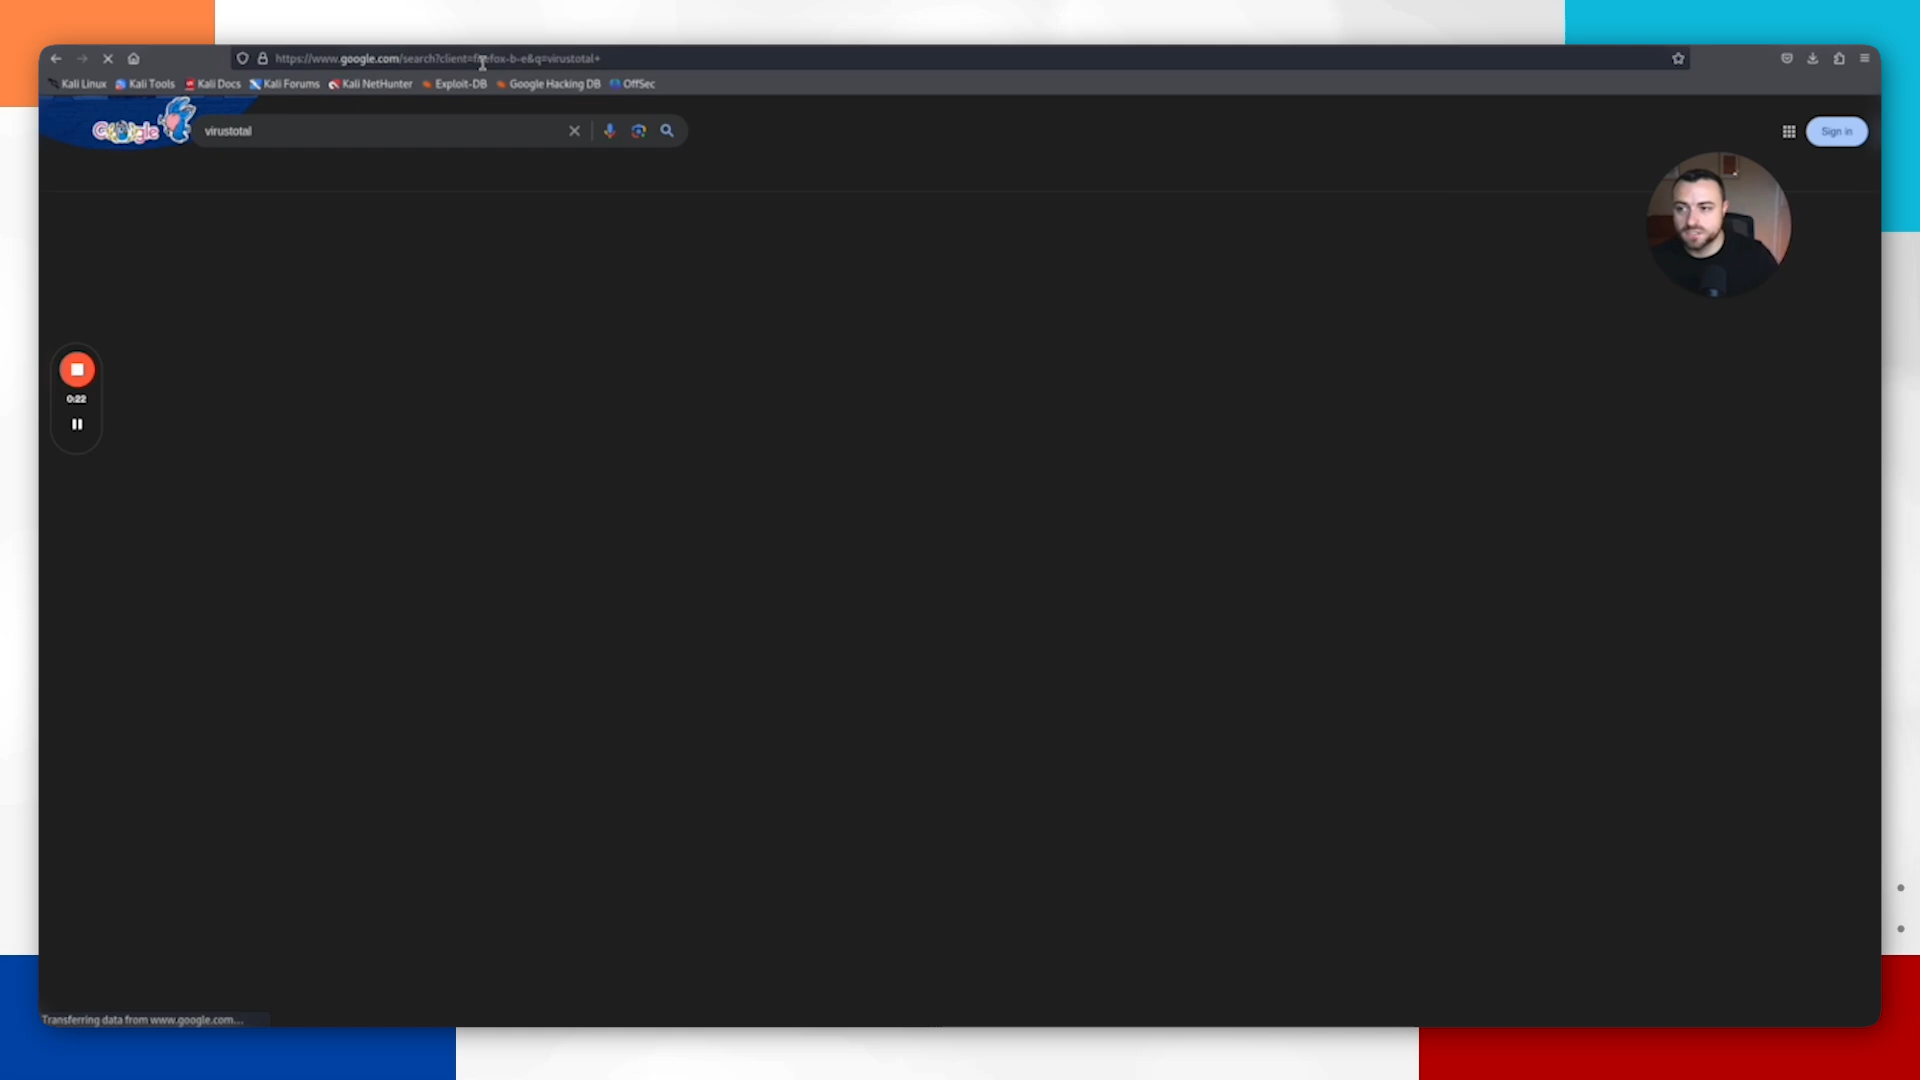 https://www.google.com/search?client=firefox-b-e&q=virustotal+
Kali Linux Kali Tools Kali Docs Kali Forums Kali NetHunter Exploit-DB Google Hacking DB OffSec
Google virustotal Sign in
0:22
Transferring data from www.google.com...